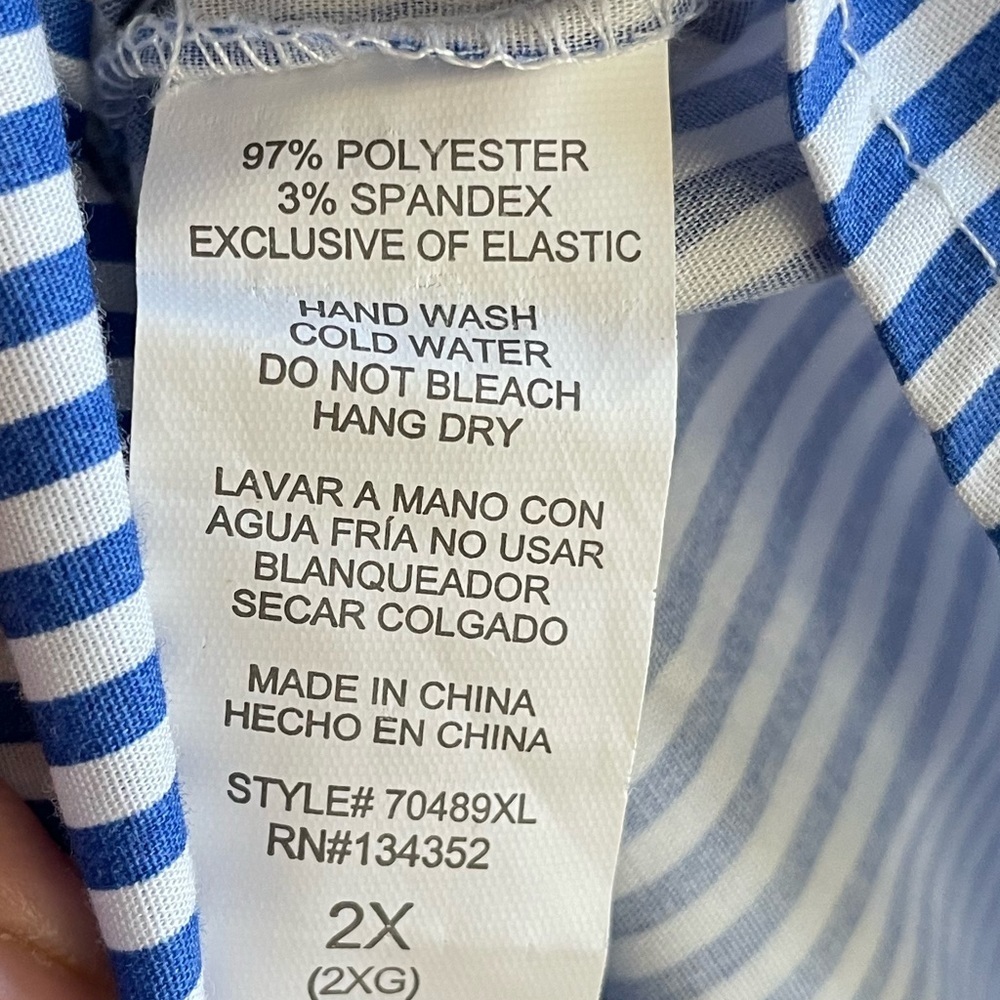 97% POLYESTER
3% SPANDEX
EXCLUSIVE OF ELASTIC
HAND WASH
COLD WATER
DO NOT BLEACH
HANG DRY
LAVAR A MANO CON
AGUA FRÍA NO USAR
BLANQUEADOR
SECAR COLGADO
MADE IN CHINA
HECHO EN CHINA
STYLE# 70489XL
RN#134352
2X
(2XG)